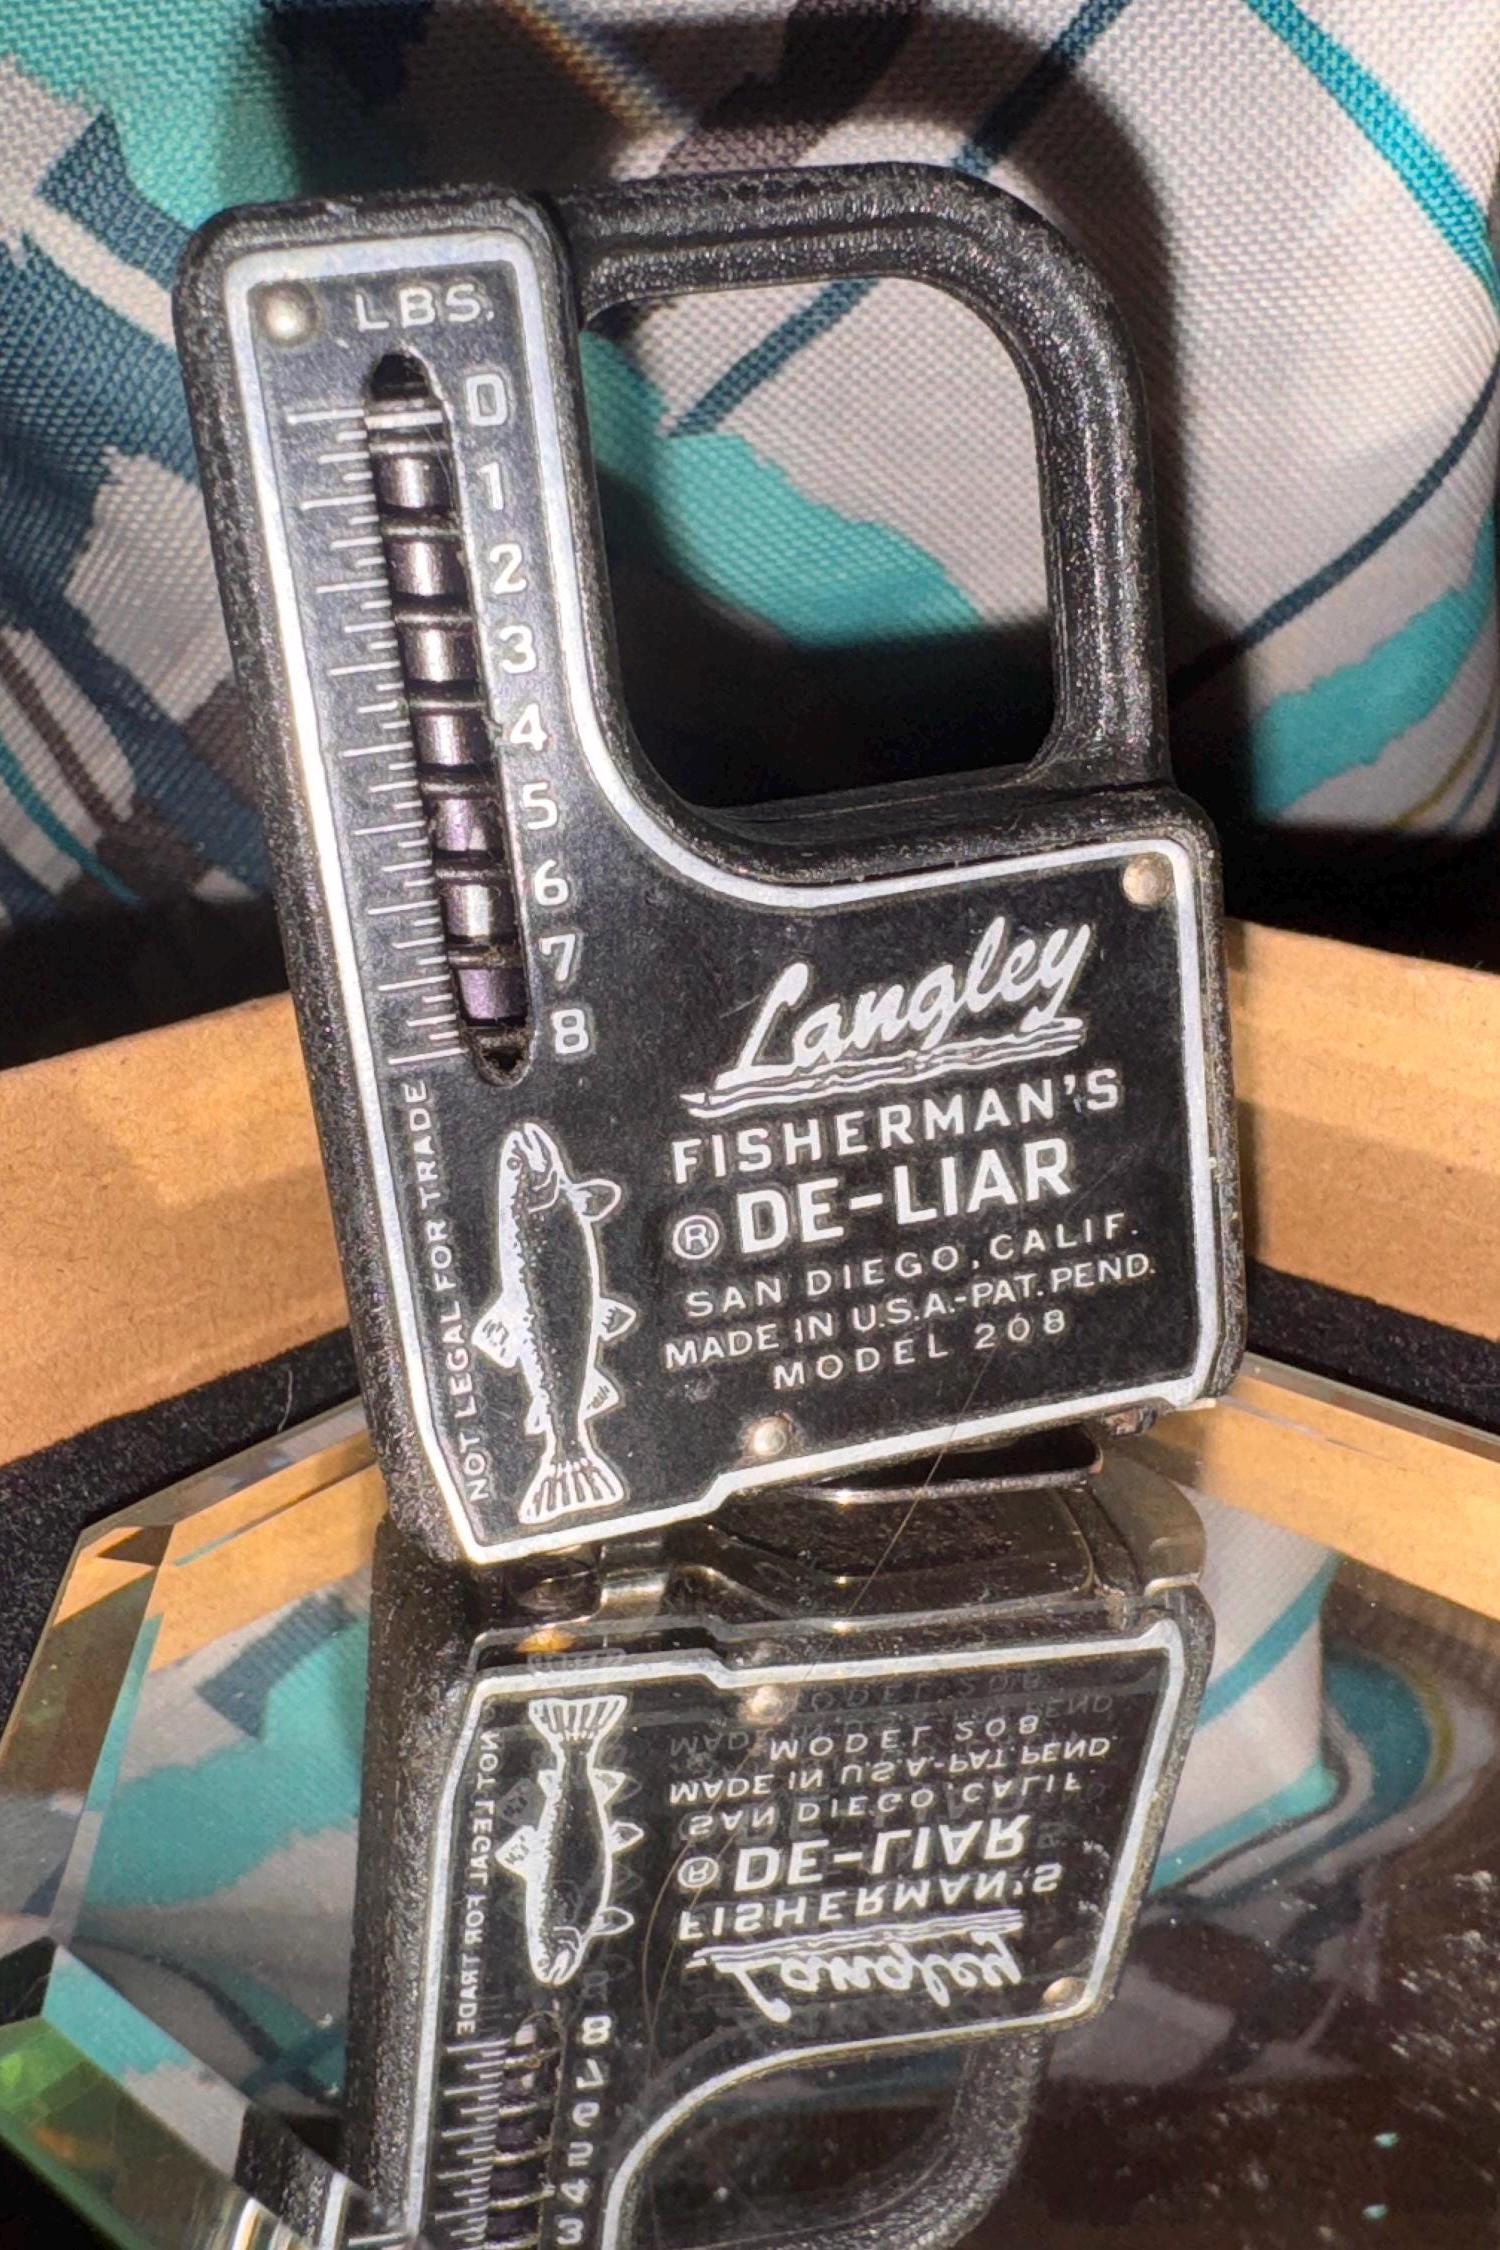 LBS.
0
1
2
3
4
5
6
7
8
NOT LEGAL FOR TRADE
Langley
FISHERMAN'S
® DE-LIAR
SAN DIEGO, CALIF.
MADE IN U.S.A.-PAT. PEND.
MODEL 208